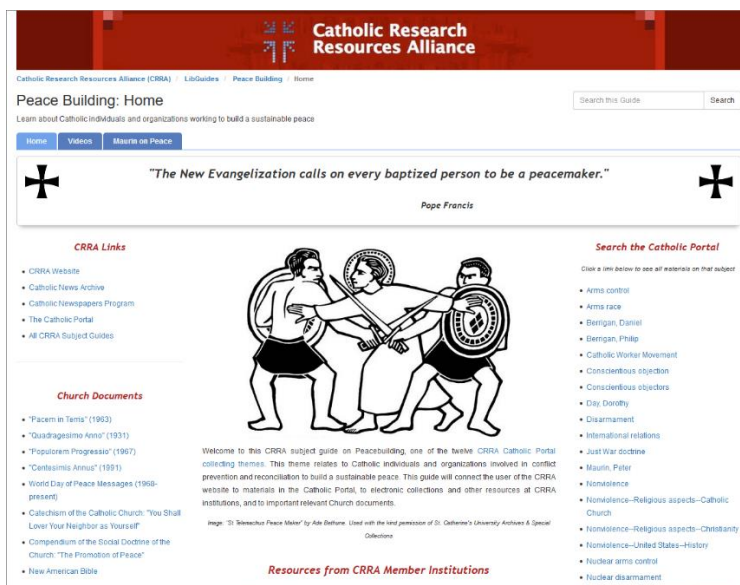 Catholic Research
Resources Alliance
Catholic Research Resources Alliance (CRRA) / LibGuides / Peace Building / Home
Peace Building: Home
Learn about Catholic individuals and organizations working to build a sustainable peace
Search this Guide Search
Home Videos Maurin on Peace
"The New Evangelization calls on every baptized person to be a peacemaker."
Pope Francis
CRRA Links
• CRRA Website
• Catholic News Archive
• Catholic Newspapers Program
• The Catholic Portal
• All CRRA Subject Guides
Church Documents
• "Pacem in Terris" (1963)
• "Quadragesimo Anno" (1931)
• "Populorem Progressio" (1967)
• "Centesimis Annus" (1991)
• World Day of Peace Messages (1968-
present)
• Catechism of the Catholic Church: "You Shall
Lover Your Neighbor as Yourself"
• Compendium of the Social Doctrine of the
Church: "The Promotion of Peace"
• New American Bible
Welcome to this CRRA subject guide on Peacebuilding, one of the twelve CRRA Catholic Portal
collecting themes. This theme relates to Catholic individuals and organizations involved in conflict
prevention and reconciliation to build a sustainable peace. This guide will connect the user of the CRRA
website to materials in the Catholic Portal, to electronic collections and other resources at CRRA
institutions, and to important relevant Church documents.
Image: "St Telemachus Peace Maker" by Ade Bethune. Used with the kind permission of St. Catherine's University Archives & Special
Collections
Resources from CRRA Member Institutions
Search the Catholic Portal
Click a link below to see all materials on that subject
• Arms control
• Arms race
• Berrigan, Daniel
• Berrigan, Philip
• Catholic Worker Movement
• Conscientious objection
• Conscientious objectors
• Day, Dorothy
• Disarmament
• International relations
• Just War doctrine
• Maurin, Peter
• Nonviolence
• Nonviolence--Religious aspects--Catholic
Church
• Nonviolence--Religious aspects--Christianity
• Nonviolence--United States--History
• Nuclear arms control
• Nuclear disarmament